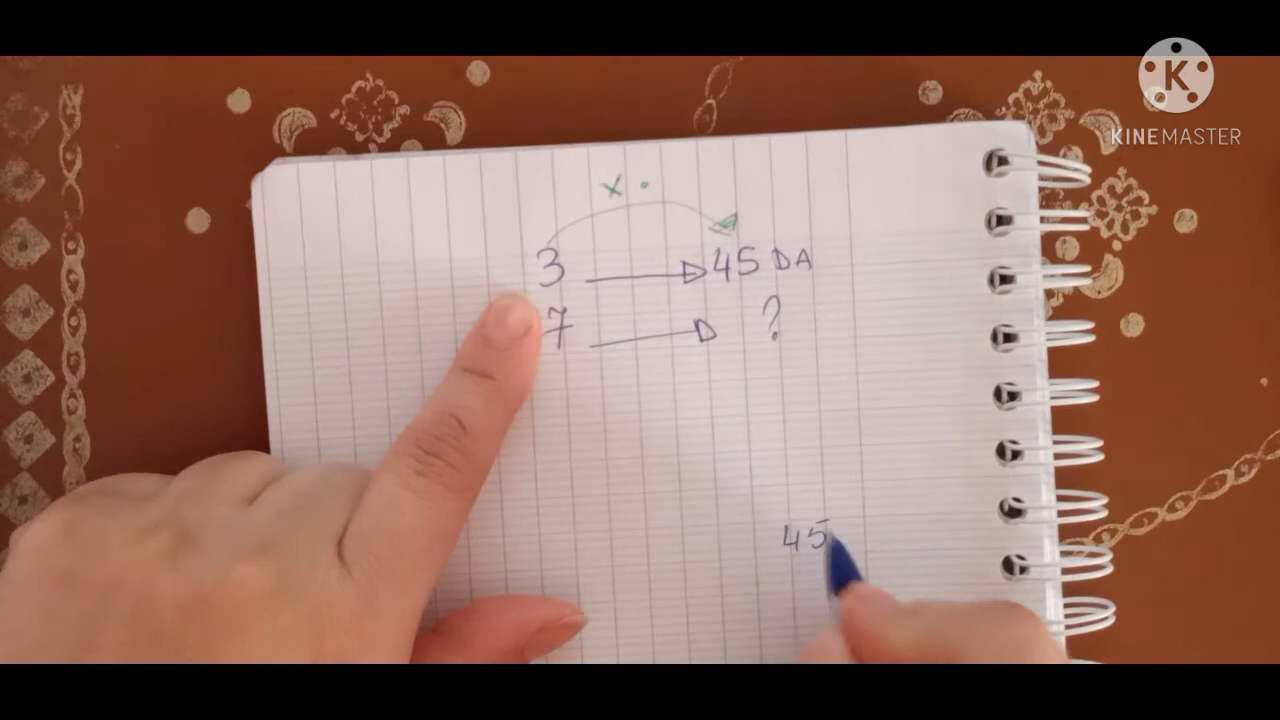 K
KINEMASTER
x .
3 → 45 DA
7 → ?
45